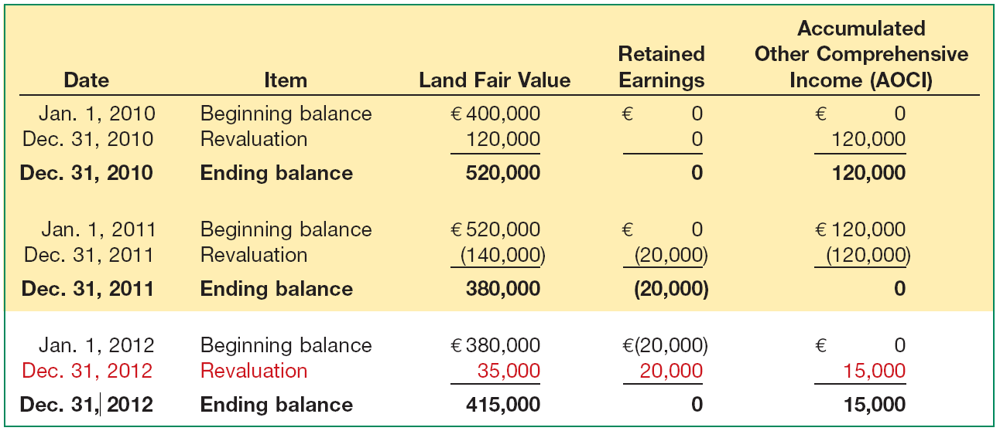 Accumulated
Retained Other Comprehensive
Date Item Land Fair Value Earnings Income (AOCI)
Jan. 1, 2010 Beginning balance € 400,000 € 0 € 0
Dec. 31, 2010 Revaluation 120,000 0 120,000
Dec. 31, 2010 Ending balance 520,000 0 120,000
Jan. 1, 2011 Beginning balance € 520,000 € 0 € 120,000
Dec. 31, 2011 Revaluation (140,000) (20,000) (120,000)
Dec. 31, 2011 Ending balance 380,000 (20,000) 0
Jan. 1, 2012 Beginning balance € 380,000 €(20,000) € 0
Dec. 31, 2012 Revaluation 35,000 20,000 15,000
Dec. 31, 2012 Ending balance 415,000 0 15,000